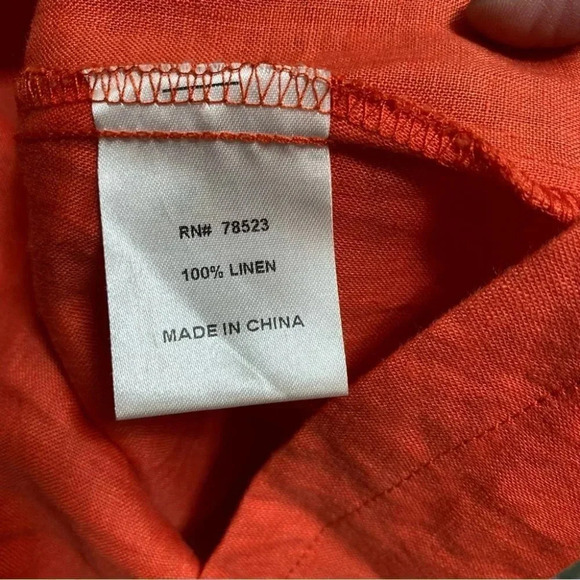 RN# 78523
100% LINEN
MADE IN CHINA